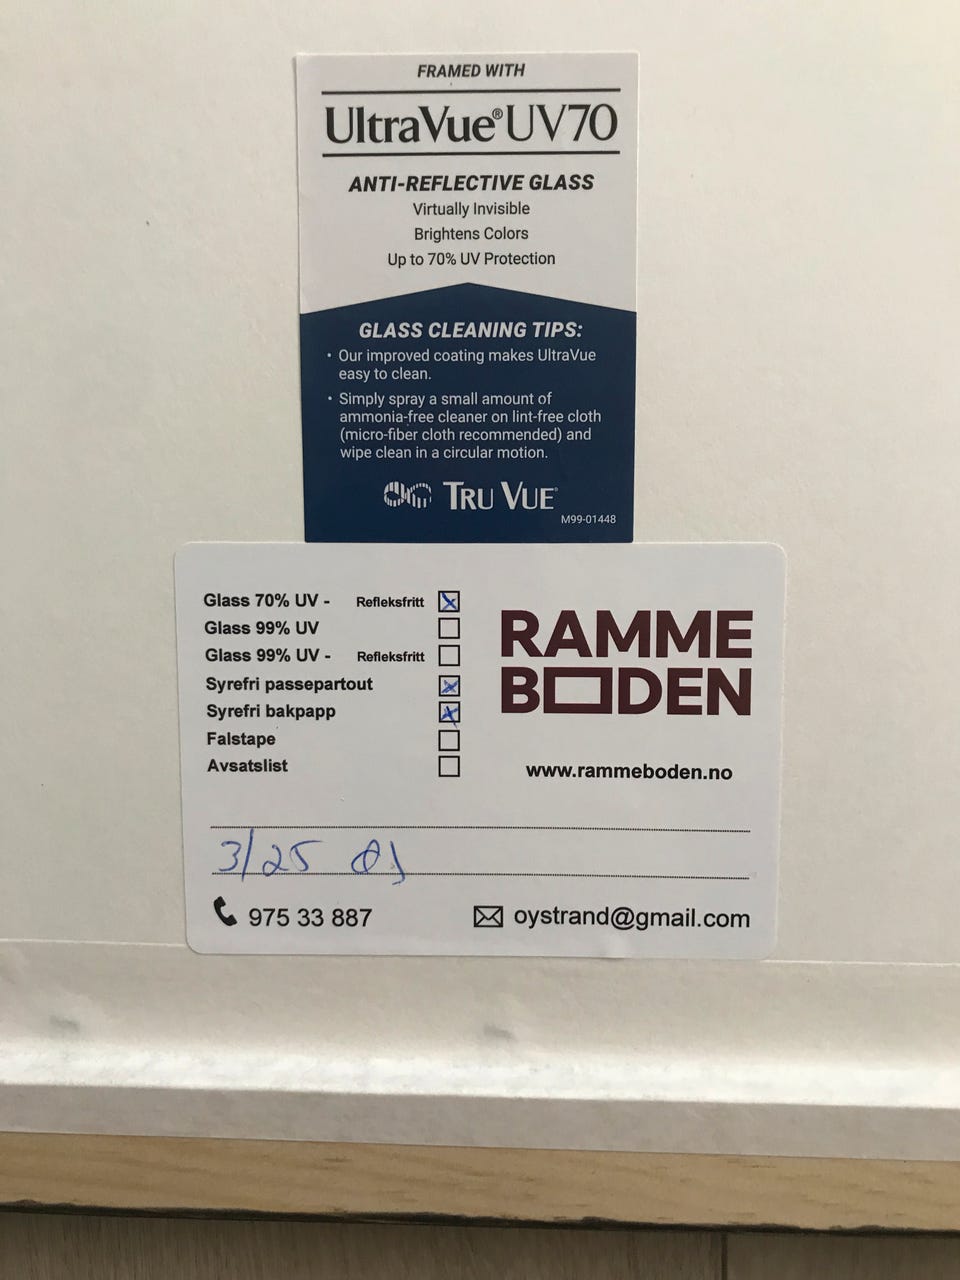 FRAMED WITH
UltraVue® UV70
ANTI-REFLECTIVE GLASS
Virtually Invisible
Brightens Colors
Up to 70% UV Protection
GLASS CLEANING TIPS:
• Our improved coating makes UltraVue
easy to clean.
• Simply spray a small amount of
ammonia-free cleaner on lint-free cloth
(micro-fiber cloth recommended) and
wipe clean in a circular motion.
TRU VUE®
M99-01448
Glass 70% UV - Refleksfritt
Glass 99% UV
Glass 99% UV - Refleksfritt
Syrefri passepartout
Syrefri bakpapp
Falstape
Avsatslist
RAMME
BODEN
www.rammeboden.no
3/25
975 33 887
oystrand@gmail.com